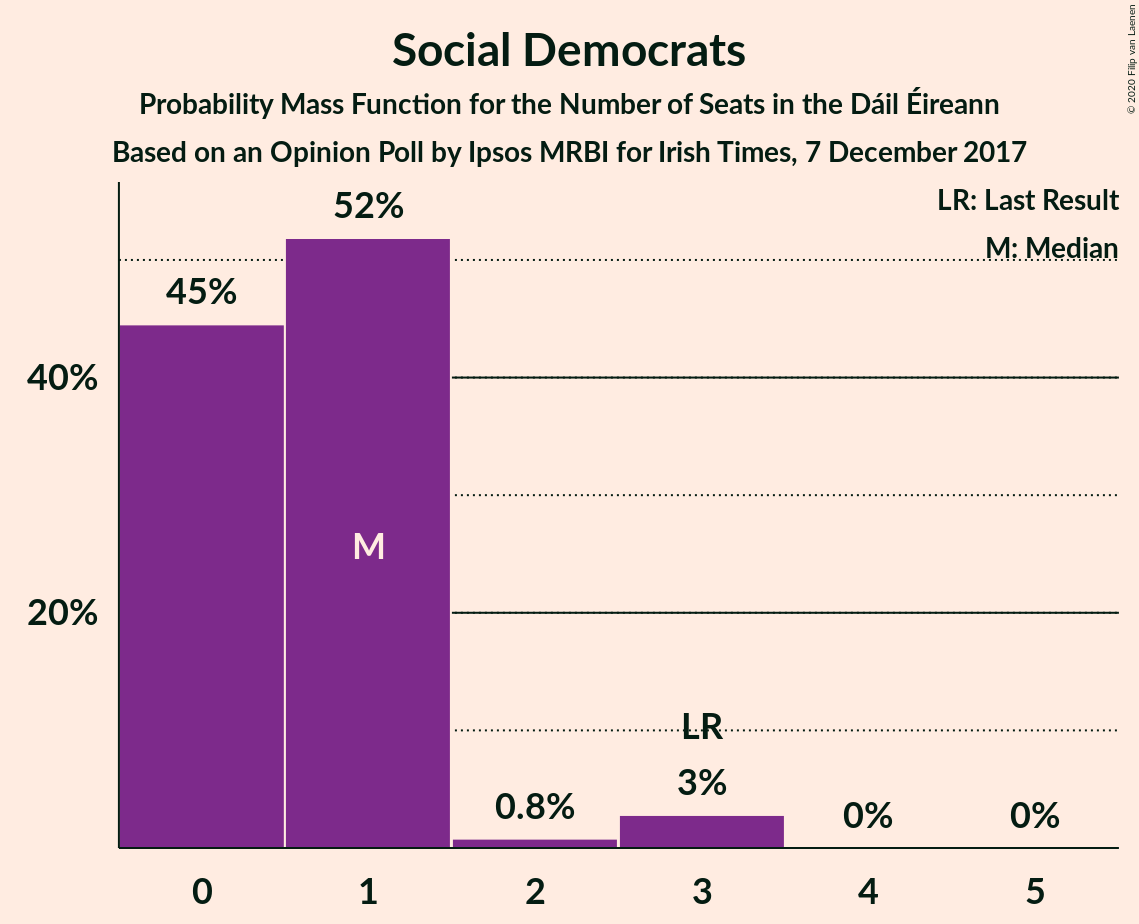 Social Democrats
Probability Mass Function for the Number of Seats in the Dáil Éireann
Based on an Opinion Poll by Ipsos MRBI for Irish Times, 7 December 2017
© 2020 Filip van Laenen
LR: Last Result
M: Median
52%
45%
40%
M
20%
LR
3%
0.8%
0%
0%
0 1 2 3 4 5